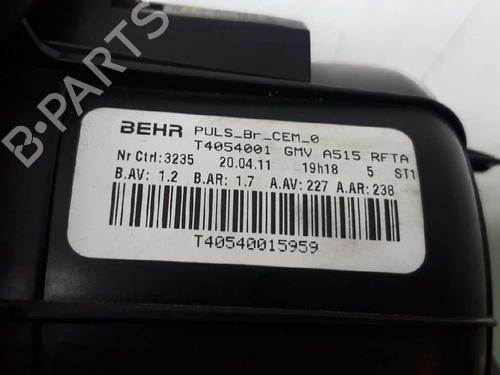 BEHR PULS_Br_CEM_0
T4054001 GMV A515 RFTA
Nr Ctrl:3235 20.04.11 19h18 5 ST1
B.AV: 1.2 B.AR: 1.7 A.AV: 227 A.AR: 238
T40540015959